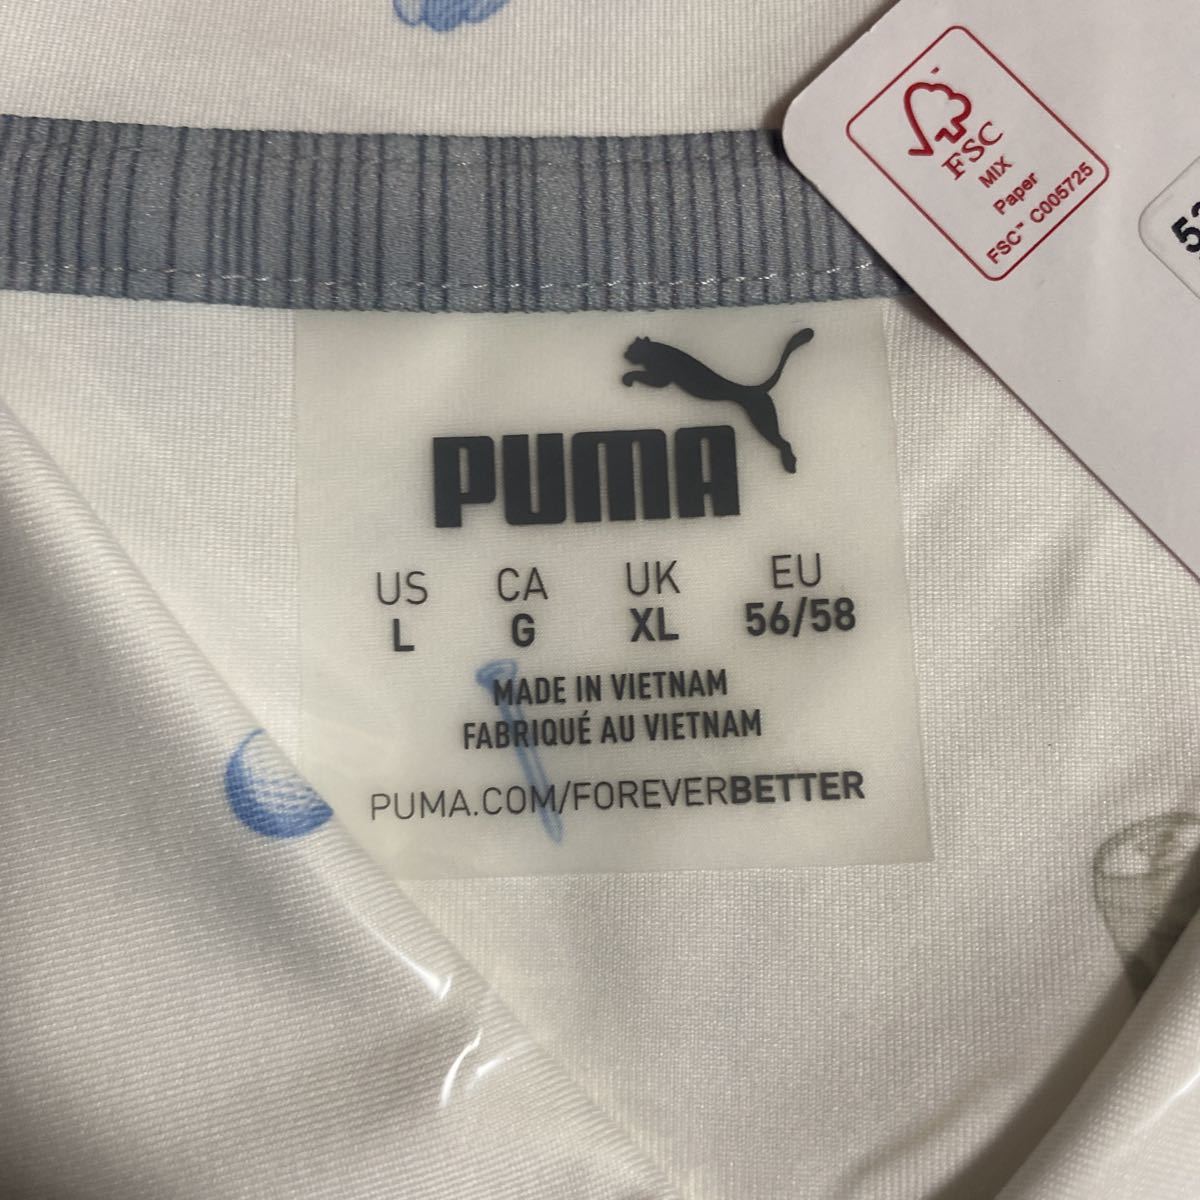 FSC
MIX
Paper
FSC™ C005725
PUMA
US CA UK EU
L G XL 56/58
MADE IN VIETNAM
FABRIQUÉ AU VIETNAM
PUMA.COM/FOREVERBETTER